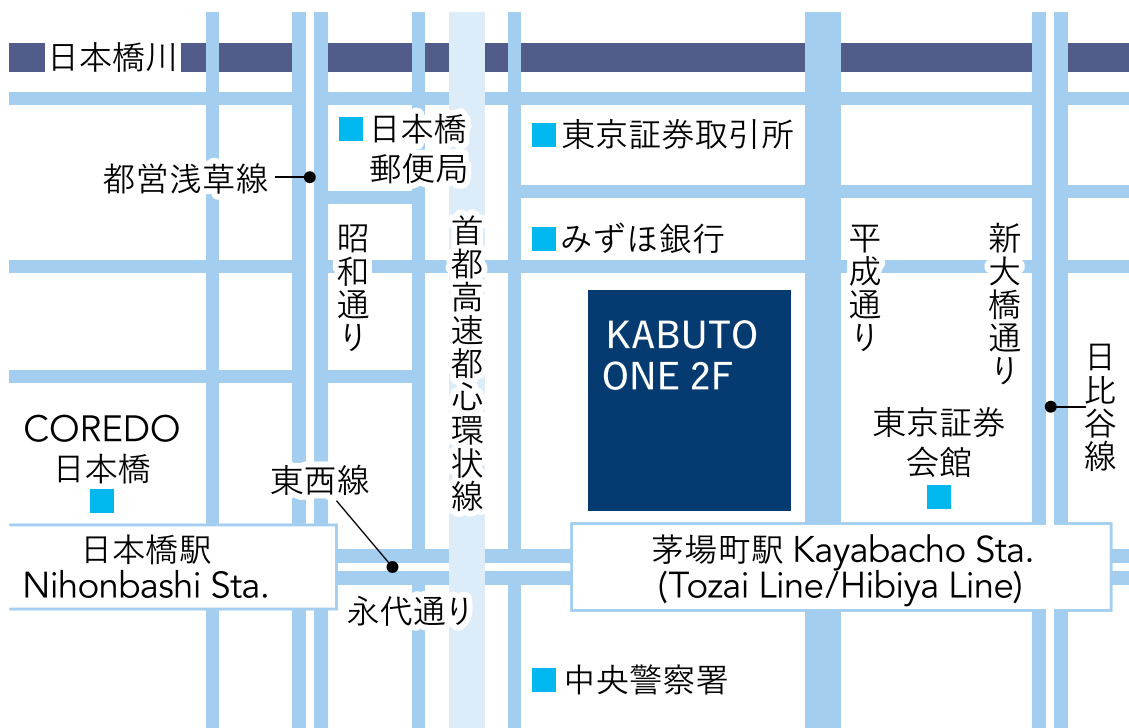 日本橋川
日本橋
郵便局
東京証券取引所
都営浅草線
昭和通り
首都高速都心環状線
みずほ銀行
平成通り
新大橋通り
KABUTO
ONE 2F
日比谷線
COREDO
日本橋
東京証券
会館
東西線
日本橋駅
Nihonbashi Sta.
茅場町駅 Kayabacho Sta.
(Tozai Line/Hibiya Line)
永代通り
中央警察署